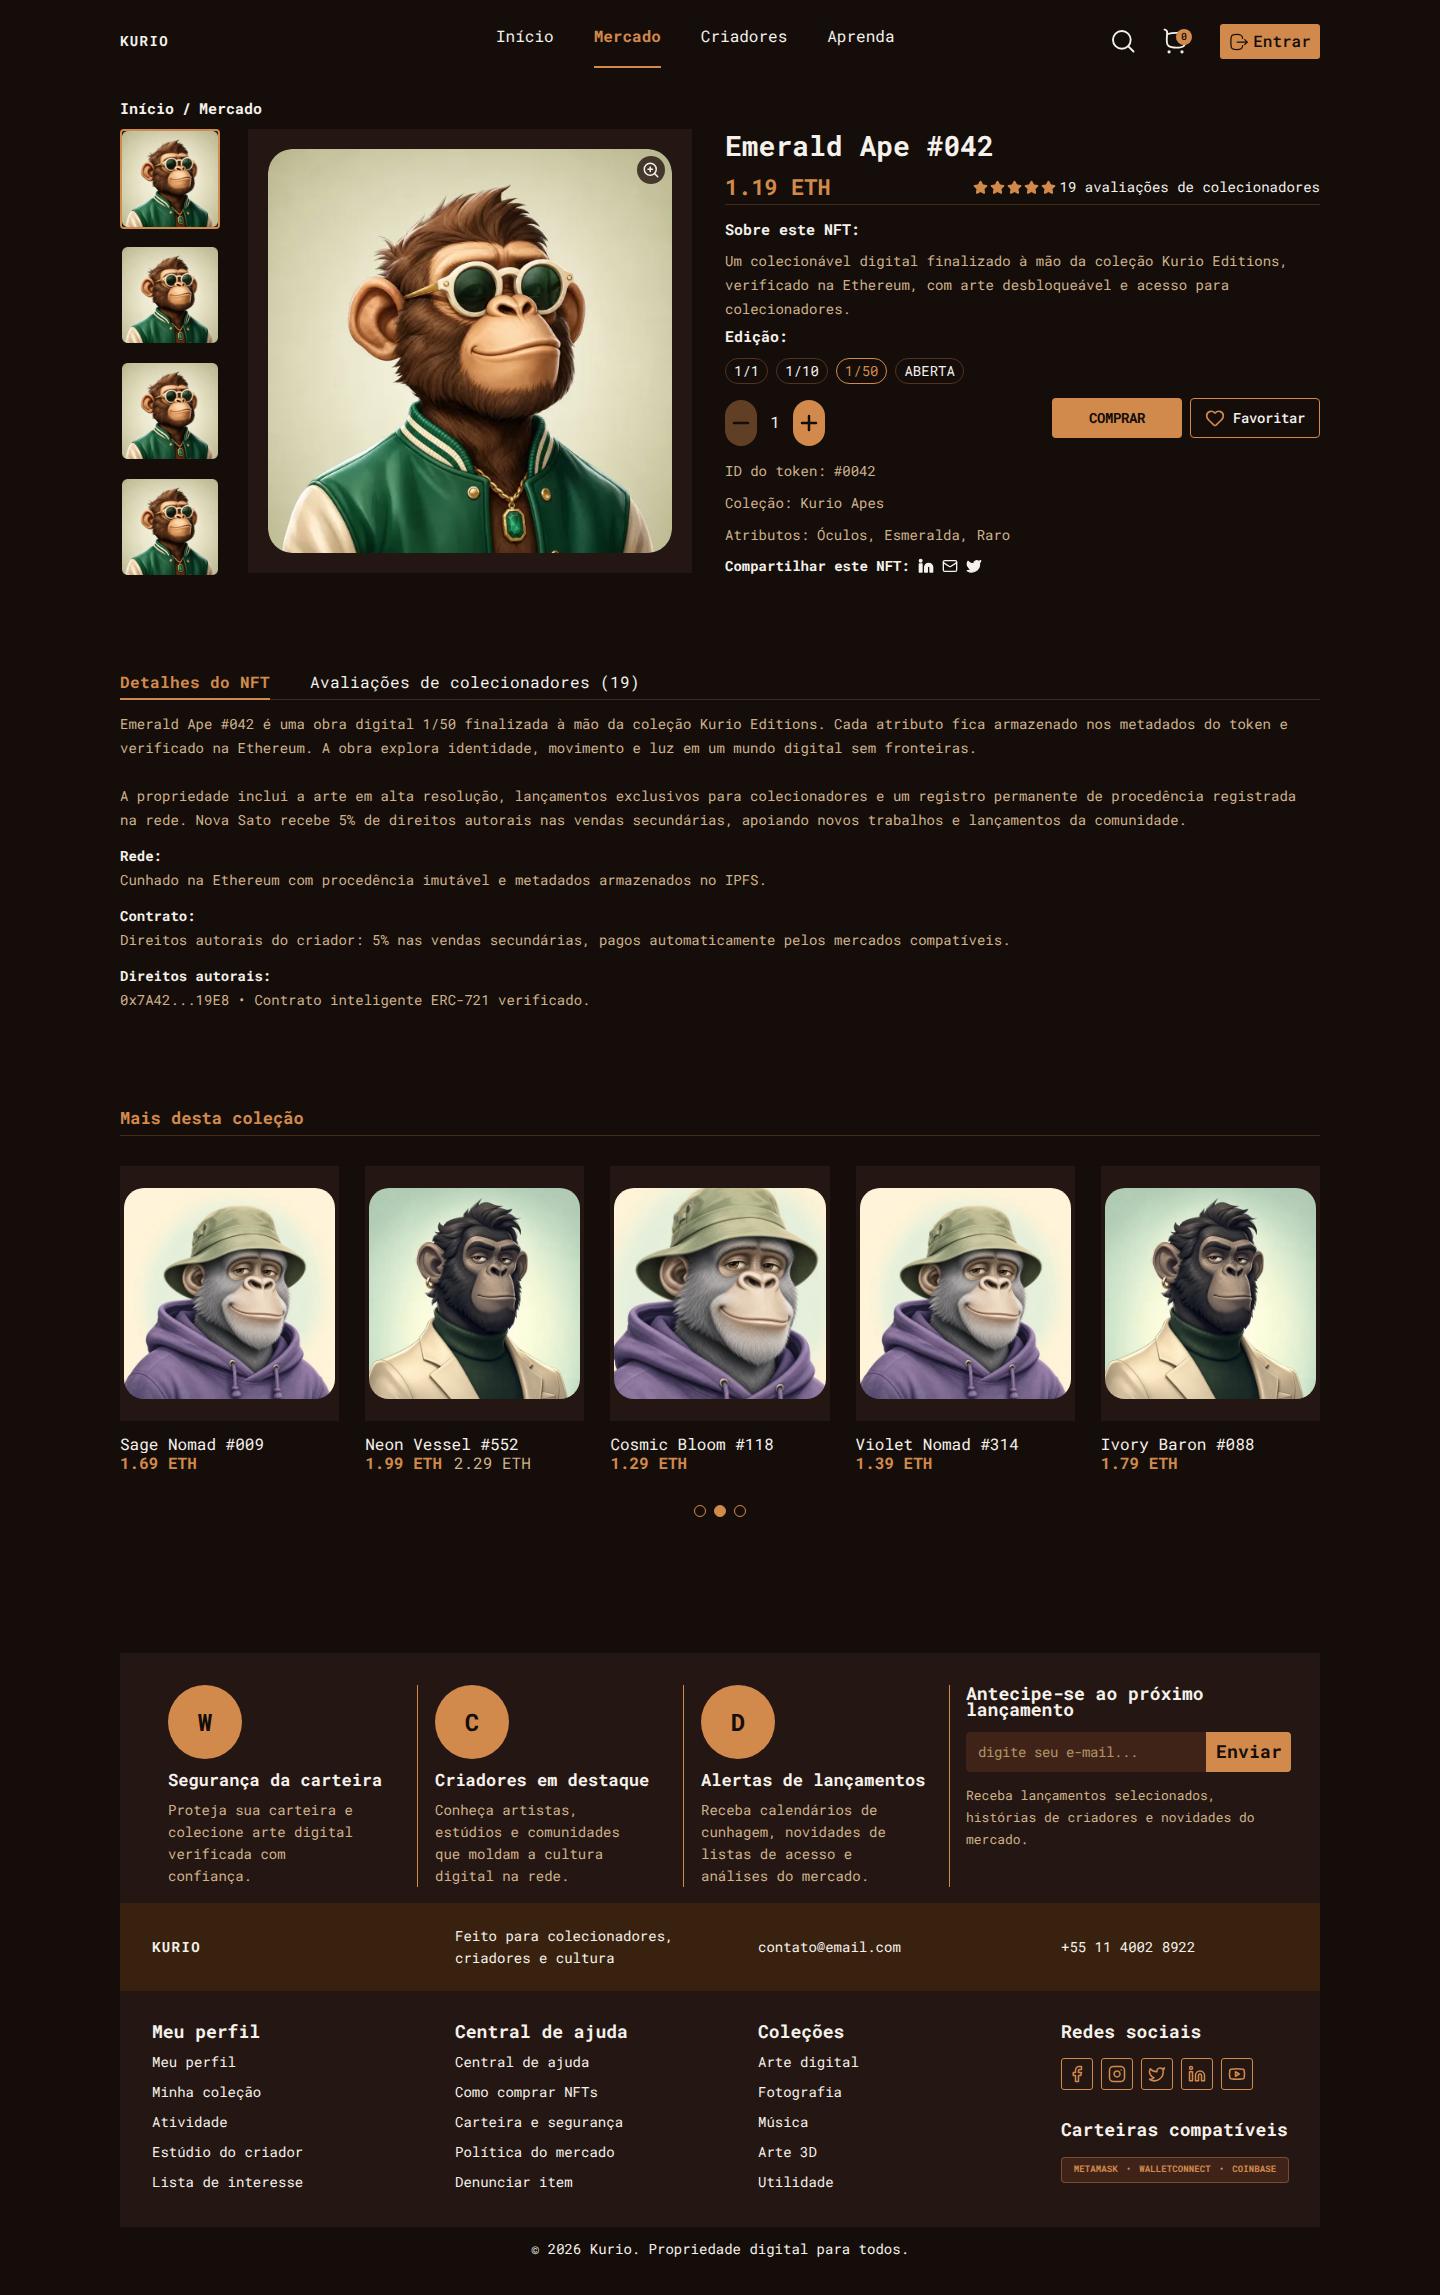 KURIO
Início
Mercado
Criadores
Aprenda
0
Entrar
Início / Mercado
Emerald Ape #042
1.19 ETH
19 avaliações de colecionadores
Sobre este NFT:
Um colecionável digital finalizado à mão da coleção Kurio Editions,
verificado na Ethereum, com arte desbloqueável e acesso para
colecionadores.
Edição:
1/1
1/10
1/50
ABERTA
1
COMPRAR
Favoritar
ID do token: #0042
Coleção: Kurio Apes
Atributos: Óculos, Esmeralda, Raro
Compartilhar este NFT:
Detalhes do NFT
Avaliações de colecionadores (19)
Emerald Ape #042 é uma obra digital 1/50 finalizada à mão da coleção Kurio Editions. Cada atributo fica armazenado nos metadados do token e
verificado na Ethereum. A obra explora identidade, movimento e luz em um mundo digital sem fronteiras.
A propriedade inclui a arte em alta resolução, lançamentos exclusivos para colecionadores e um registro permanente de procedência registrada
na rede. Nova Sato recebe 5% de direitos autorais nas vendas secundárias, apoiando novos trabalhos e lançamentos da comunidade.
Rede:
Cunhado na Ethereum com procedência imutável e metadados armazenados no IPFS.
Contrato:
Direitos autorais do criador: 5% nas vendas secundárias, pagos automaticamente pelos mercados compatíveis.
Direitos autorais:
0x7A42...19E8 • Contrato inteligente ERC-721 verificado.
Mais desta coleção
Sage Nomad #009
1.69 ETH
Neon Vessel #552
1.99 ETH 2.29 ETH
Cosmic Bloom #118
1.29 ETH
Violet Nomad #314
1.39 ETH
Ivory Baron #088
1.79 ETH
W
Segurança da carteira
Proteja sua carteira e
colecione arte digital
verificada com
confiança.
C
Criadores em destaque
Conheça artistas,
estúdios e comunidades
que moldam a cultura
digital na rede.
D
Alertas de lançamentos
Receba calendários de
cunhagem, novidades de
listas de acesso e
análises do mercado.
Antecipe-se ao próximo
lançamento
digite seu e-mail...
Enviar
Receba lançamentos selecionados,
histórias de criadores e novidades do
mercado.
KURIO
Feito para colecionadores,
criadores e cultura
contato@email.com
+55 11 4002 8922
Meu perfil
Meu perfil
Minha coleção
Atividade
Estúdio do criador
Lista de interesse
Central de ajuda
Central de ajuda
Como comprar NFTs
Carteira e segurança
Política do mercado
Denunciar item
Coleções
Arte digital
Fotografia
Música
Arte 3D
Utilidade
Redes sociais
Carteiras compatíveis
METAMASK • WALLETCONNECT • COINBASE
© 2026 Kurio. Propriedade digital para todos.